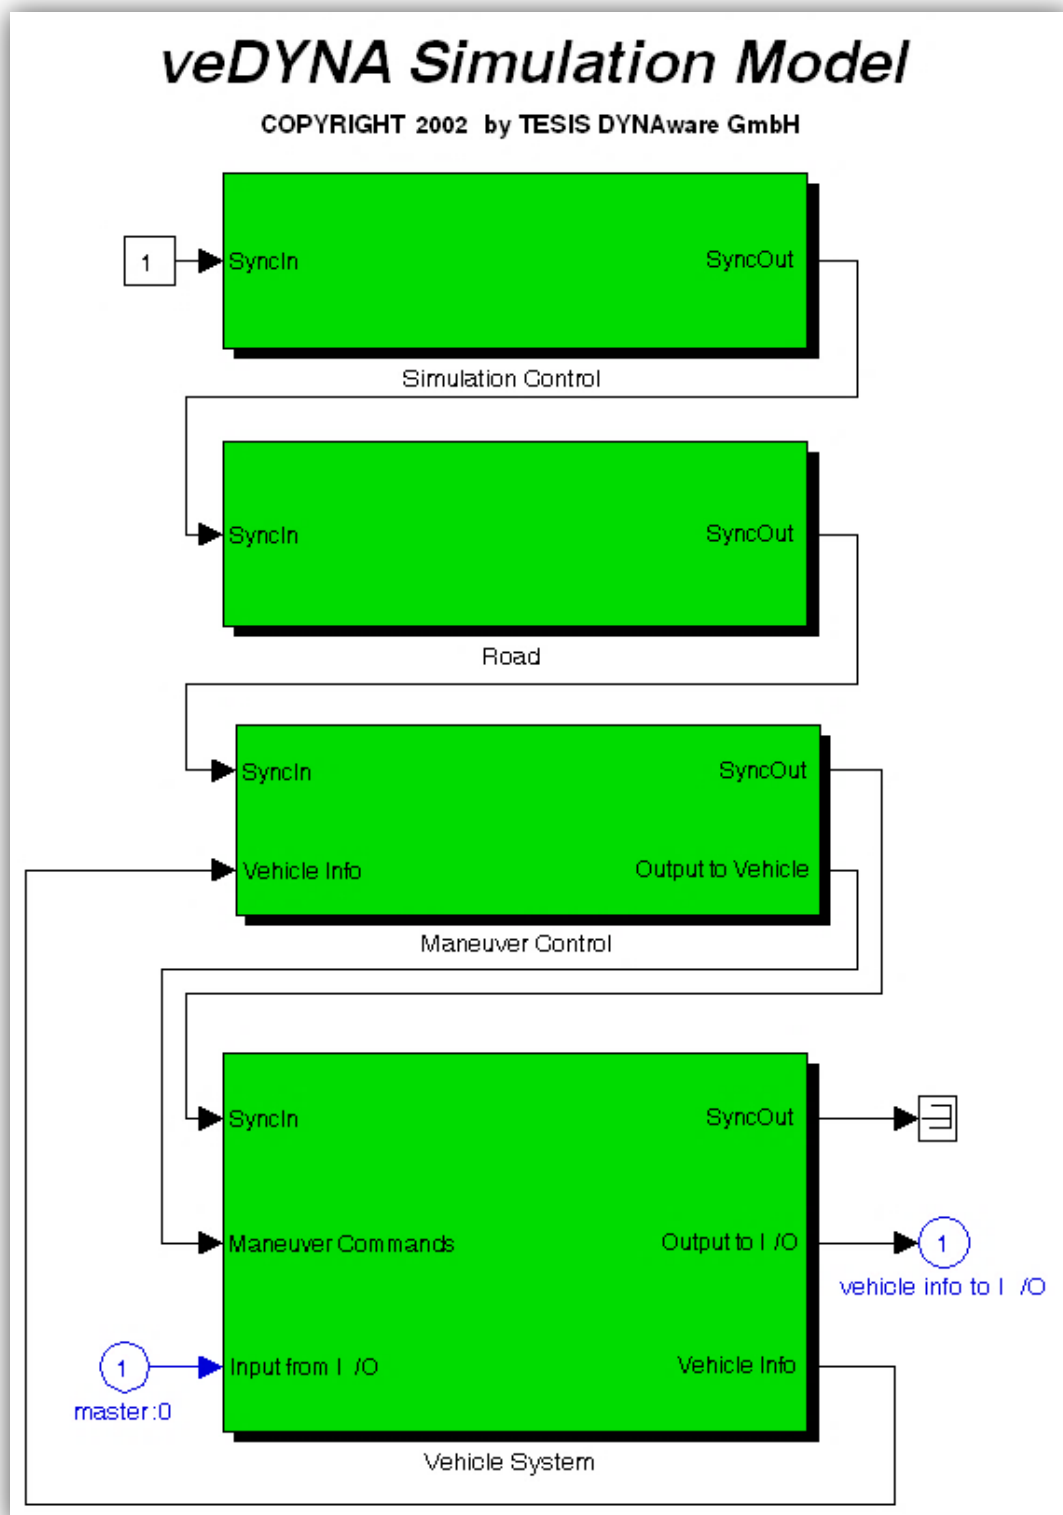 veDYNA Simulation Model
COPYRIGHT 2002 by TESIS DYNAware GmbH
1
SyncIn
SyncOut
Simulation Control
SyncIn
SyncOut
Road
SyncIn
SyncOut
Vehicle Info
Output to Vehicle
Maneuver Control
SyncIn
SyncOut
Maneuver Commands
Output to I /O
1
vehicle info to I /O
1
Input from I /O
Vehicle Info
master:0
Vehicle System